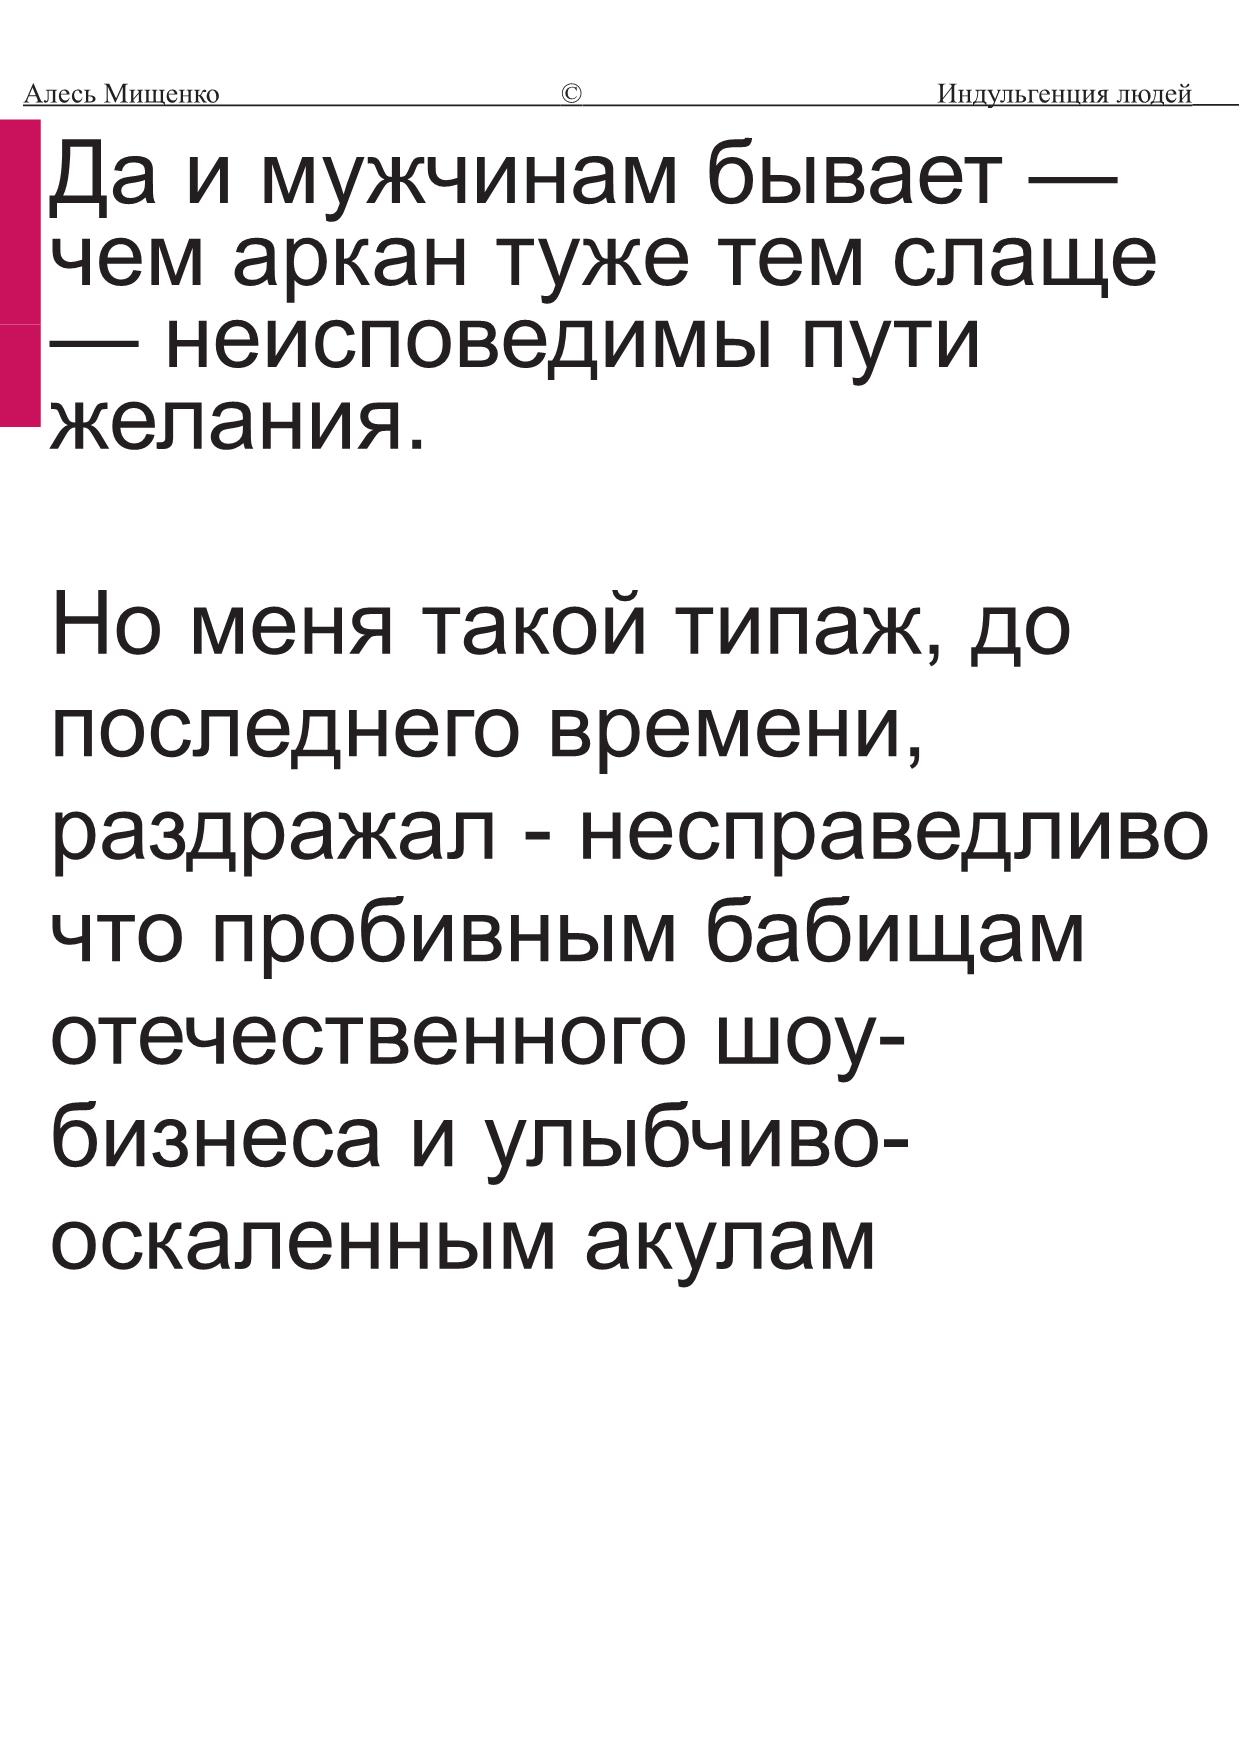 Алесь Мищенко © Индульгенция людей
Да и мужчинам бывает —
чем аркан туже тем слаще
— неисповедимы пути
желания.
Но меня такой типаж, до
последнего времени,
раздражал - несправедливо
что пробивным бабищам
отечественного шоу-
бизнеса и улыбчиво-
оскаленным акулам